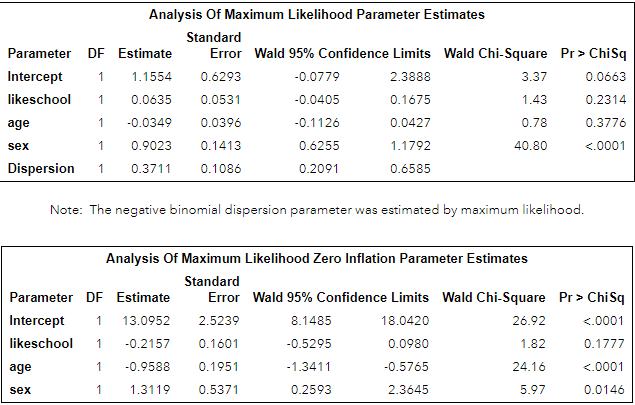 Analysis Of Maximum Likelihood Parameter Estimates
Parameter DF Estimate Standard Error Wald 95% Confidence Limits Wald Chi-Square Pr > ChiSq
Intercept 1 1.1554 0.6293 -0.0779 2.3888 3.37 0.0663
likeschool 1 0.0635 0.0531 -0.0405 0.1675 1.43 0.2314
age 1 -0.0349 0.0396 -0.1126 0.0427 0.78 0.3776
sex 1 0.9023 0.1413 0.6255 1.1792 40.80 <.0001
Dispersion 1 0.3711 0.1086 0.2091 0.6585
Note: The negative binomial dispersion parameter was estimated by maximum likelihood.
Analysis Of Maximum Likelihood Zero Inflation Parameter Estimates
Parameter DF Estimate Standard Error Wald 95% Confidence Limits Wald Chi-Square Pr > ChiSq
Intercept 1 13.0952 2.5239 8.1485 18.0420 26.92 <.0001
likeschool 1 -0.2157 0.1601 -0.5295 0.0980 1.82 0.1777
age 1 -0.9588 0.1951 -1.3411 -0.5765 24.16 <.0001
sex 1 1.3119 0.5371 0.2593 2.3645 5.97 0.0146